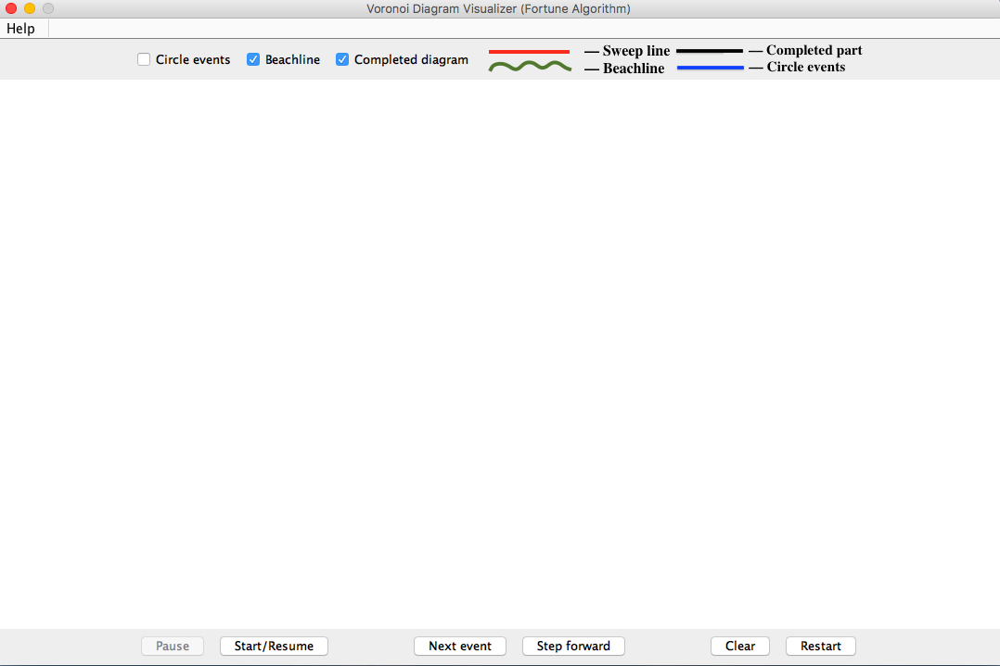 Voronoi Diagram Visualizer (Fortune Algorithm)
Help
Circle events Beachline Completed diagram
— Sweep line — Completed part
— Beachline — Circle events
Pause Start/Resume Next event Step forward Clear Restart